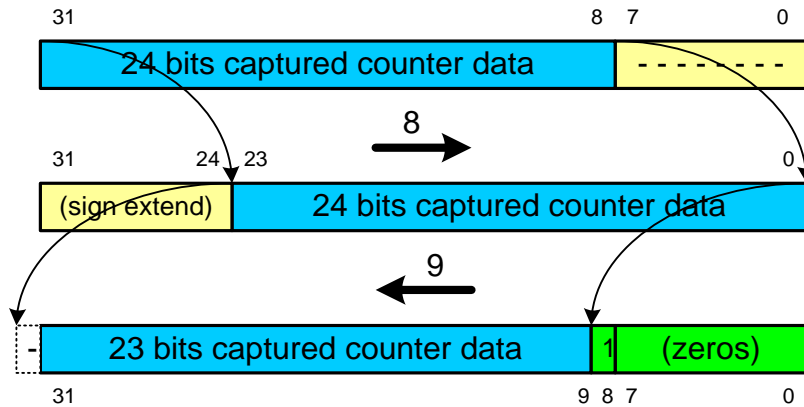 31 8 7 0
24 bits captured counter data - - - - - - - -
8
31 24 23 0
(sign extend) 24 bits captured counter data
9
- 23 bits captured counter data 1 (zeros)
31 9 8 7 0